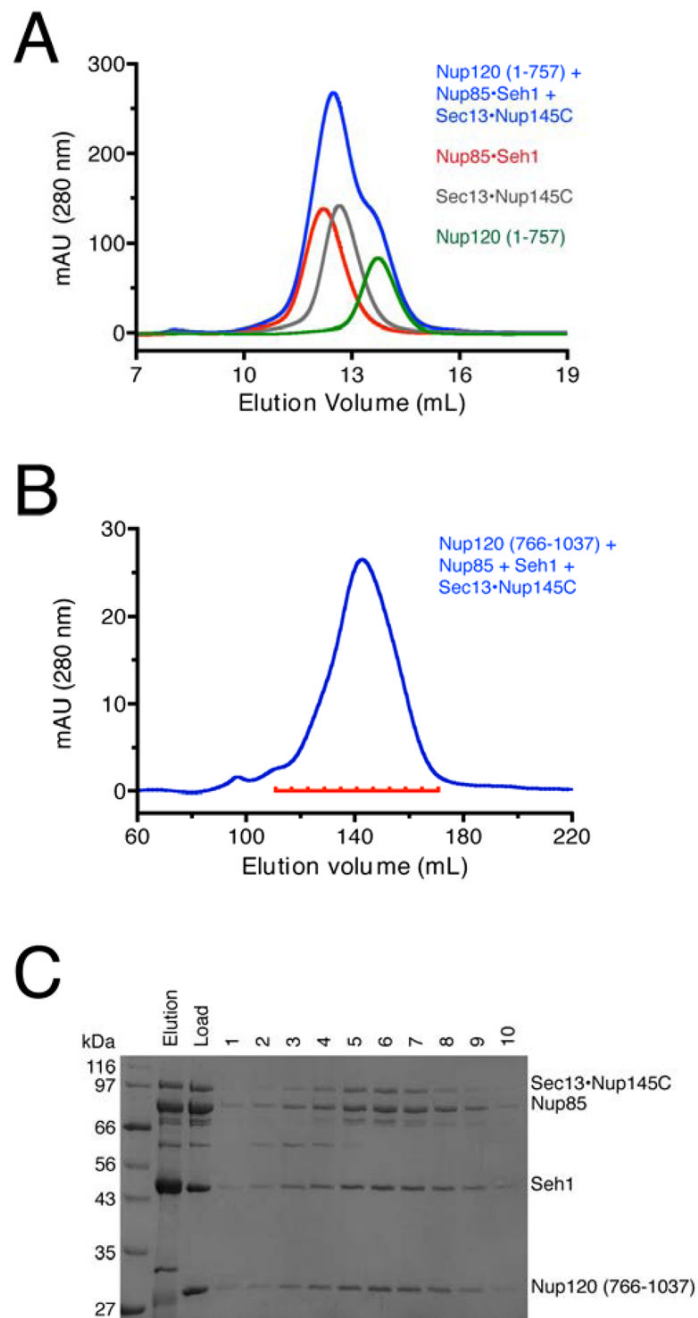 A
300
200
100
0
mAU (280 nm)
7
10
13
16
19
Elution Volume (mL)
Nup120 (1-757) +
Nup85•Seh1 +
Sec13•Nup145C
Nup85•Seh1
Sec13•Nup145C
Nup120 (1-757)
B
30
20
10
0
mAU (280 nm)
60
100
140
180
220
Elution volume (mL)
Nup120 (766-1037) +
Nup85 + Seh1 +
Sec13•Nup145C
C
kDa
Elution
Load
1
2
3
4
5
6
7
8
9
10
116
97
66
56
43
35
27
Sec13•Nup145C
Nup85
Seh1
Nup120 (766-1037)